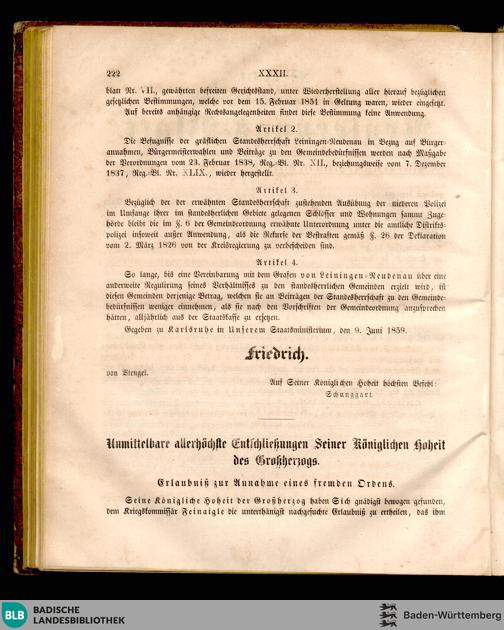 222 XXXII.
blatt Nr. VII., gewährten befreiten Gerichtsstand, unter Wiederherstellung aller hierauf bezüglichen
gesetzlichen Bestimmungen, welche vor dem 15. Februar 1851 in Geltung waren, wieder eingesetzt.
Auf bereits anhängige Rechtsangelegenheiten findet diese Bestimmung keine Anwendung.
Artikel 2.
Die Befugnisse der gräflichen Standesherrschaft Leiningen-Neudenau in Bezug auf Bürger-
annahmen, Bürgermeisterwahlen und Beiträge zu den Gemeindebedürfnissen werden nach Maßgabe
der Verordnungen vom 23. Februar 1838, Reg.-Bl. Nr. XII., beziehungsweise vom 7. Dezember
1837, Reg.-Bl. Nr. XLIX., wieder hergestellt.
Artikel 3.
Bezüglich der der erwähnten Standesherrschaft zustehenden Ausübung der niederen Polizei
im Umfange ihrer im standesherrlichen Gebiete gelegenen Schlösser und Wohnungen sammt Zuge-
hörde bleibt die im §. 6 der Gemeindeordnung erwähnte Unterordnung unter die amtliche Distrikts-
polizei insoweit außer Anwendung, als die Rekurse der Bestraften gemäß §. 26 der Deklaration
vom 2. März 1826 von der Kreisregierung zu verbescheiden sind.
Artikel 4.
So lange, bis eine Vereinbarung mit dem Grafen von Leiningen-Neudenau über eine
anderweite Regulirung seines Verhältnisses zu den standesherrlichen Gemeinden erzielt wird, ist
diesen Gemeinden derjenige Betrag, welchen sie an Beiträgen der Standesherrschaft zu den Gemeinde-
bedürfnissen weniger einnehmen, als sie nach den Vorschriften der Gemeindeordnung anzusprechen
hätten, alljährlich aus der Staatskasse zu ersetzen.
Gegeben zu Karlsruhe in Unserem Staatsministerium, den 9. Juni 1859.
Friedrich.
von Stengel.
Auf Seiner Königlichen Hoheit höchsten Befehl:
Schunggart.
Unmittelbare allerhöchste Entschließungen Seiner Königlichen Hoheit
des Großherzogs.
Erlaubniß zur Annahme eines fremden Ordens.
Seine Königliche Hoheit der Großherzog haben Sich gnädigst bewogen gefunden,
dem Kriegskommissär Feinaigle die unterthänigst nachgesuchte Erlaubniß zu ertheilen, das ihm
BLB BADISCHE
LANDESBIBLIOTHEK
Baden-Württemberg